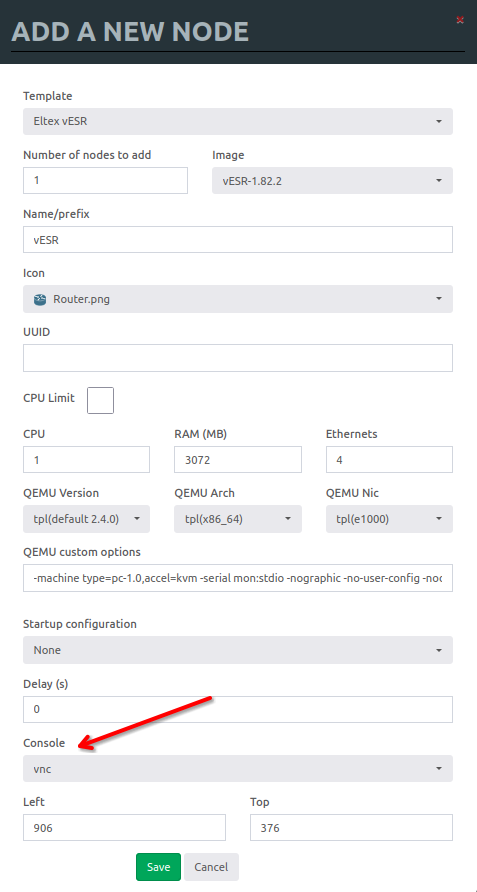 ADD A NEW NODE
Template
Eltex vESR
Number of nodes to add Image
1 vESR-1.82.2
Name/prefix
vESR
Icon
Router.png
UUID
CPU Limit
CPU RAM (MB) Ethernets
1 3072 4
QEMU Version QEMU Arch QEMU Nic
tpl(default 2.4.0) tpl(x86_64) tpl(e1000)
QEMU custom options
-machine type=pc-1.0,accel=kvm -serial mon:stdio -nographic -no-user-config -nod
Startup configuration
None
Delay (s)
0
Console
vnc
Left Top
906 376
Save Cancel